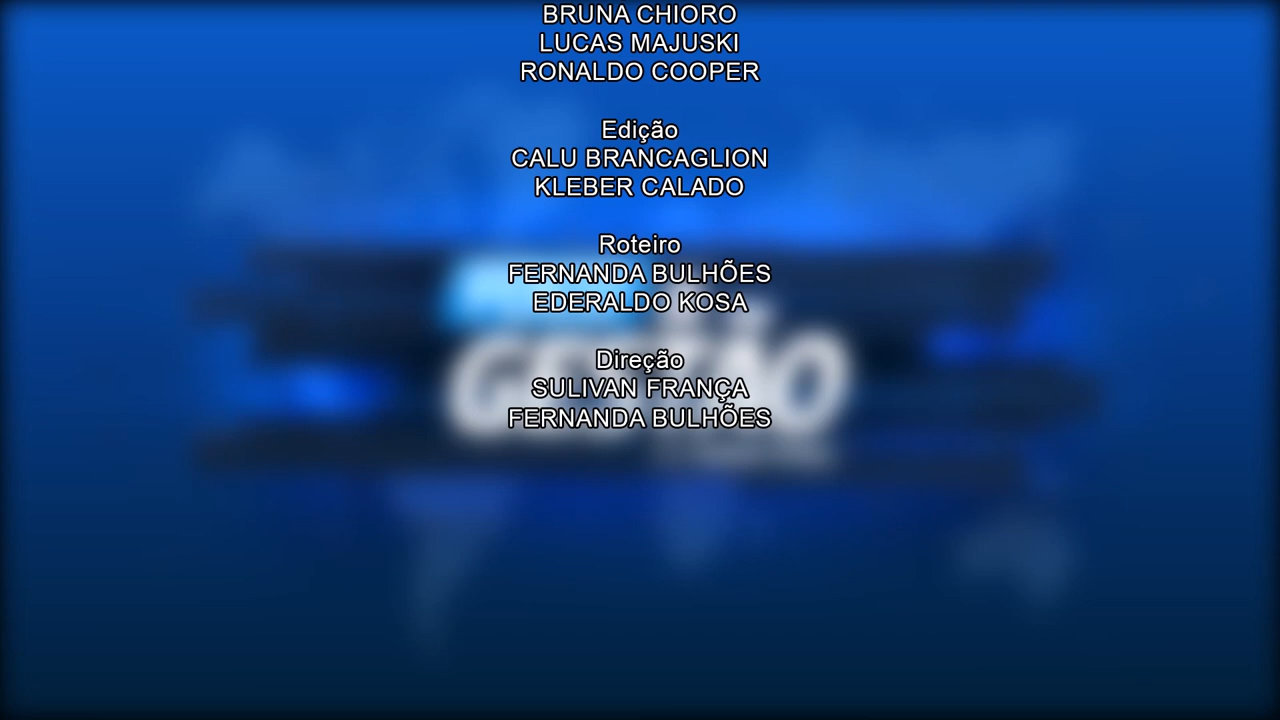 BRUNA CHIORO
LUCAS MAJUSKI
RONALDO COOPER
Edição
CALU BRANCAGLION
KLEBER CALADO
Roteiro
FERNANDA BULHÕES
EDERALDO KOSA
Direção
SULIVAN FRANÇA
FERNANDA BULHÕES
GESTÃO